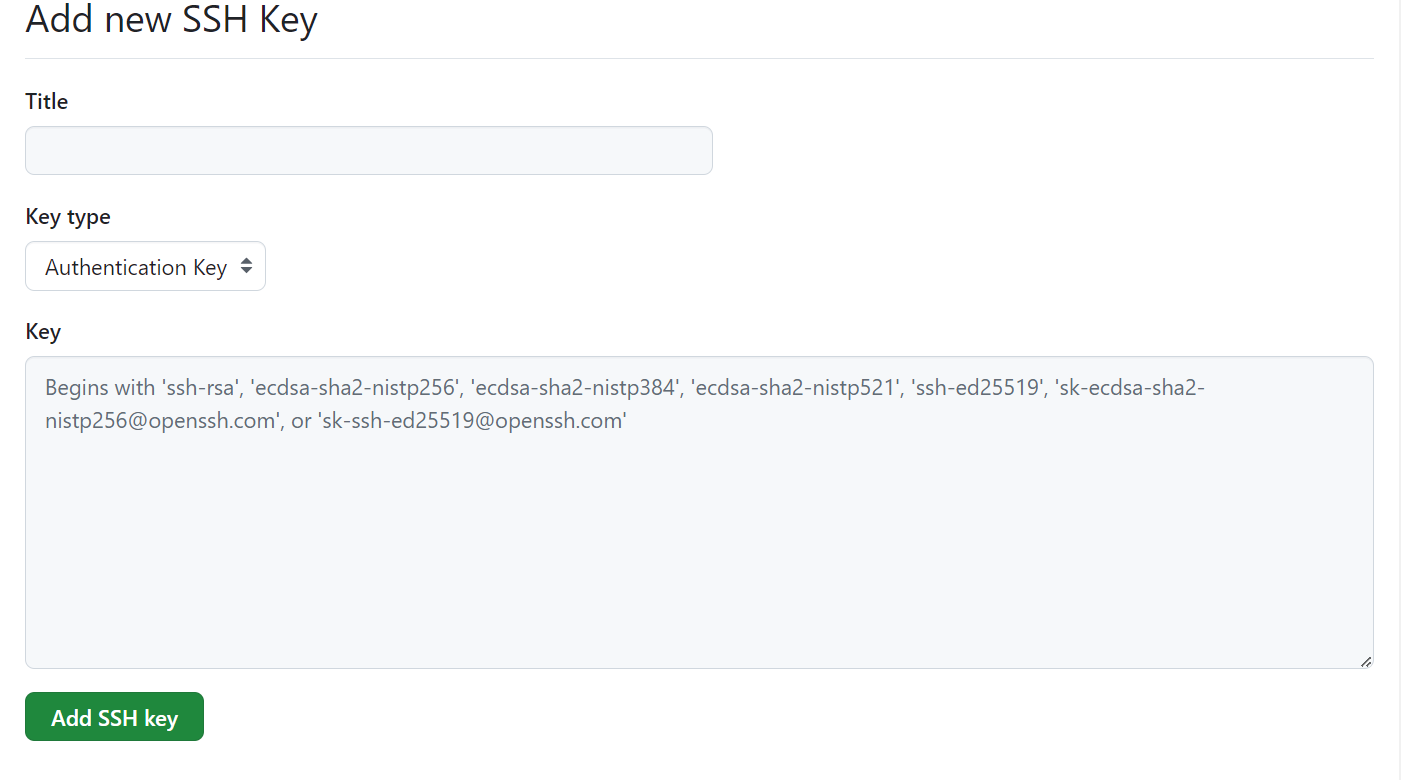 Add new SSH Key
Title
Key type
Authentication Key
Key
Begins with 'ssh-rsa', 'ecdsa-sha2-nistp256', 'ecdsa-sha2-nistp384', 'ecdsa-sha2-nistp521', 'ssh-ed25519', 'sk-ecdsa-sha2-
nistp256@openssh.com', or 'sk-ssh-ed25519@openssh.com'
Add SSH key